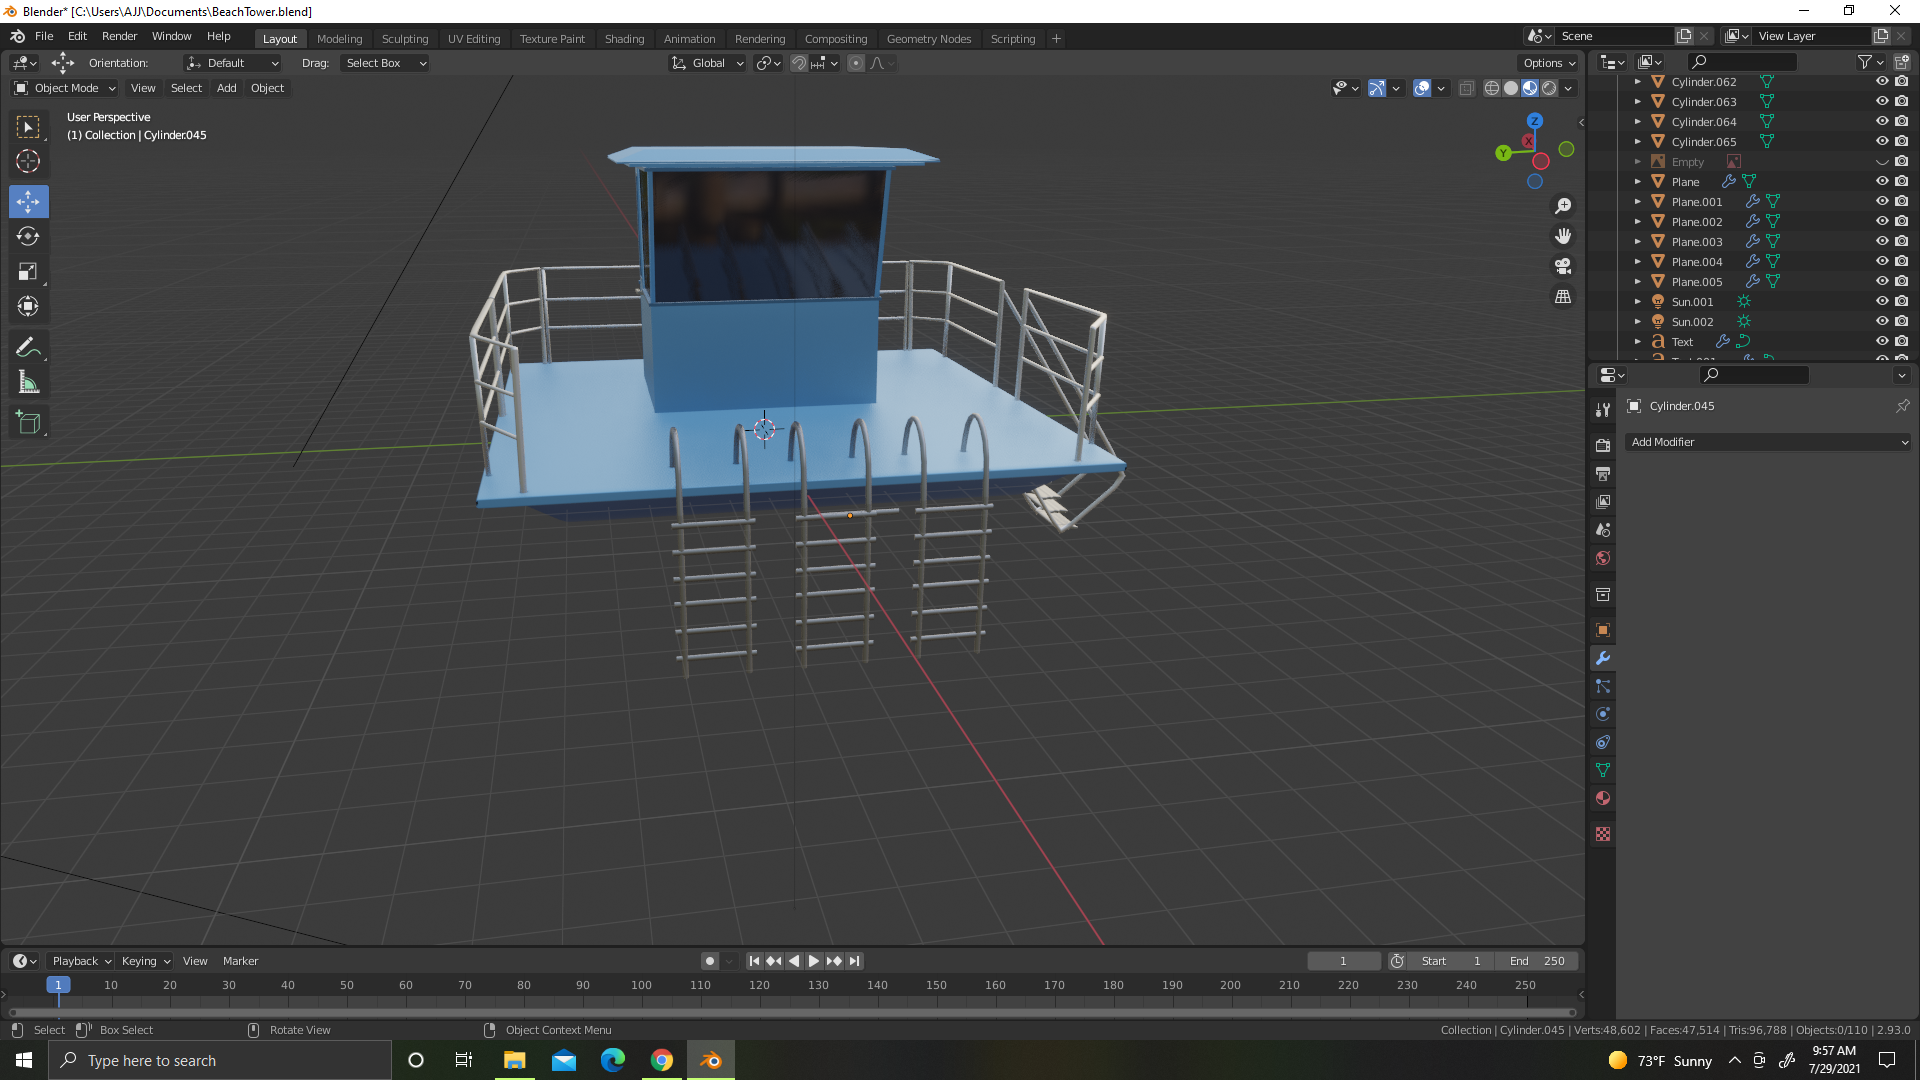 Blender* [C:\Users\AJJ\Documents\BeachTower.blend]
File Edit Render Window Help Layout Modeling Sculpting UV Editing Texture Paint Shading Animation Rendering Compositing Geometry Nodes Scripting + Scene View Layer
Orientation: Default Drag: Select Box Global Options
Object Mode View Select Add Object
User Perspective
(1) Collection | Cylinder.045
Z
X
Y
Cylinder.062
Cylinder.063
Cylinder.064
Cylinder.065
Empty
Plane
Plane.001
Plane.002
Plane.003
Plane.004
Plane.005
Sun.001
Sun.002
Text
Cylinder.045
Add Modifier
Playback Keying View Marker 1 Start 1 End 250
1 10 20 30 40 50 60 70 80 90 100 110 120 130 140 150 160 170 180 190 200 210 220 230 240 250
Select Box Select Rotate View Object Context Menu Collection | Cylinder.045 | Verts:48,602 | Faces:47,514 | Tris:96,788 | Objects:0/110 | 2.93.0
Type here to search 73°F Sunny
9:57 AM
7/29/2021